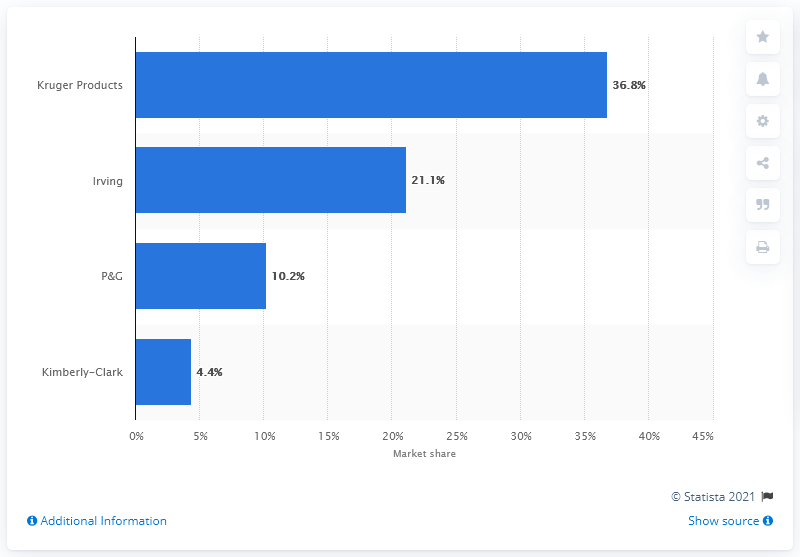 Kruger Products
36.8%
Irving
21.1%
P&G
10.2%
Kimberly-Clark
4.4%
0% 5% 10% 15% 20% 25% 30% 35% 40% 45%
Market share
© Statista 2021
Additional Information
Show source